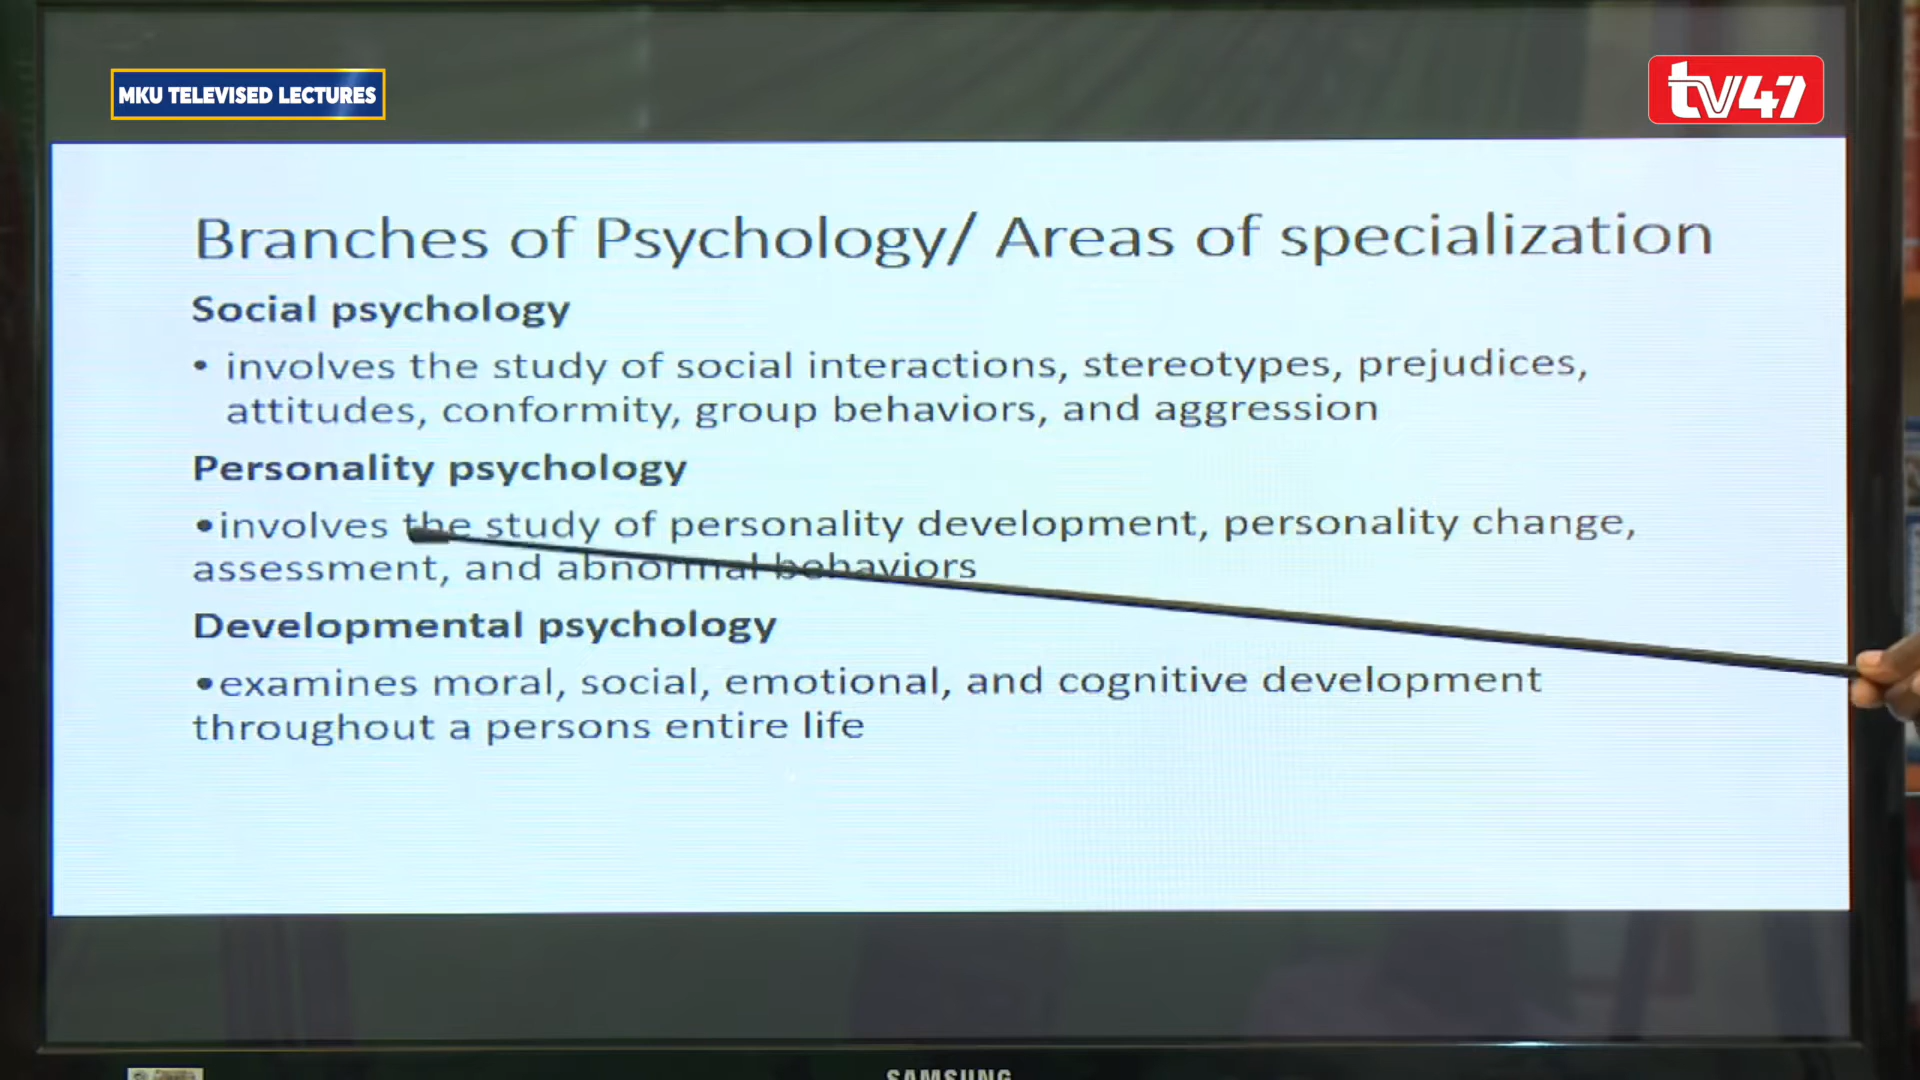 MKU TELEVISED LECTURES
tv47
Branches of Psychology/ Areas of specialization
Social psychology
• involves the study of social interactions, stereotypes, prejudices,
attitudes, conformity, group behaviors, and aggression
Personality psychology
•involves the study of personality development, personality change,
assessment, and abnormal behaviors
Developmental psychology
•examines moral, social, emotional, and cognitive development
throughout a persons entire life
SAMSUNG